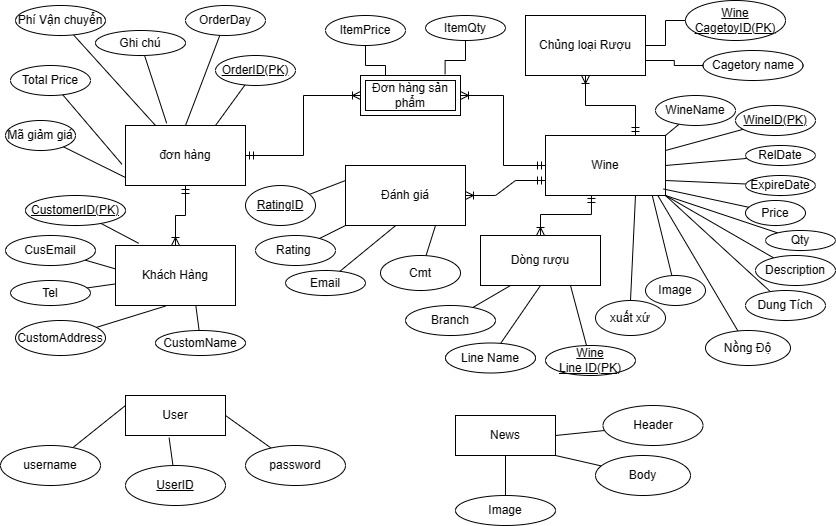 Phí Vận chuyển
OrderDay
Ghi chú
OrderID(PK)
Total Price
Mã giảm giá
đơn hàng
ItemPrice
ItemQty
Đơn hàng sản
phẩm
Chủng loại Rượu
Wine
CagetoyID(PK)
Cagetory name
WineName
WineID(PK)
RelDate
ExpireDate
Price
Qty
Description
Dung Tích
Nồng Độ
Image
xuất xứ
Wine
Đánh giá
RatingID
Rating
Email
Cmt
Dòng rượu
Branch
Line Name
Wine
Line ID(PK)
CustomerID(PK)
CusEmail
Tel
CustomAddress
CustomName
Khách Hàng
User
username
UserID
password
News
Header
Body
Image